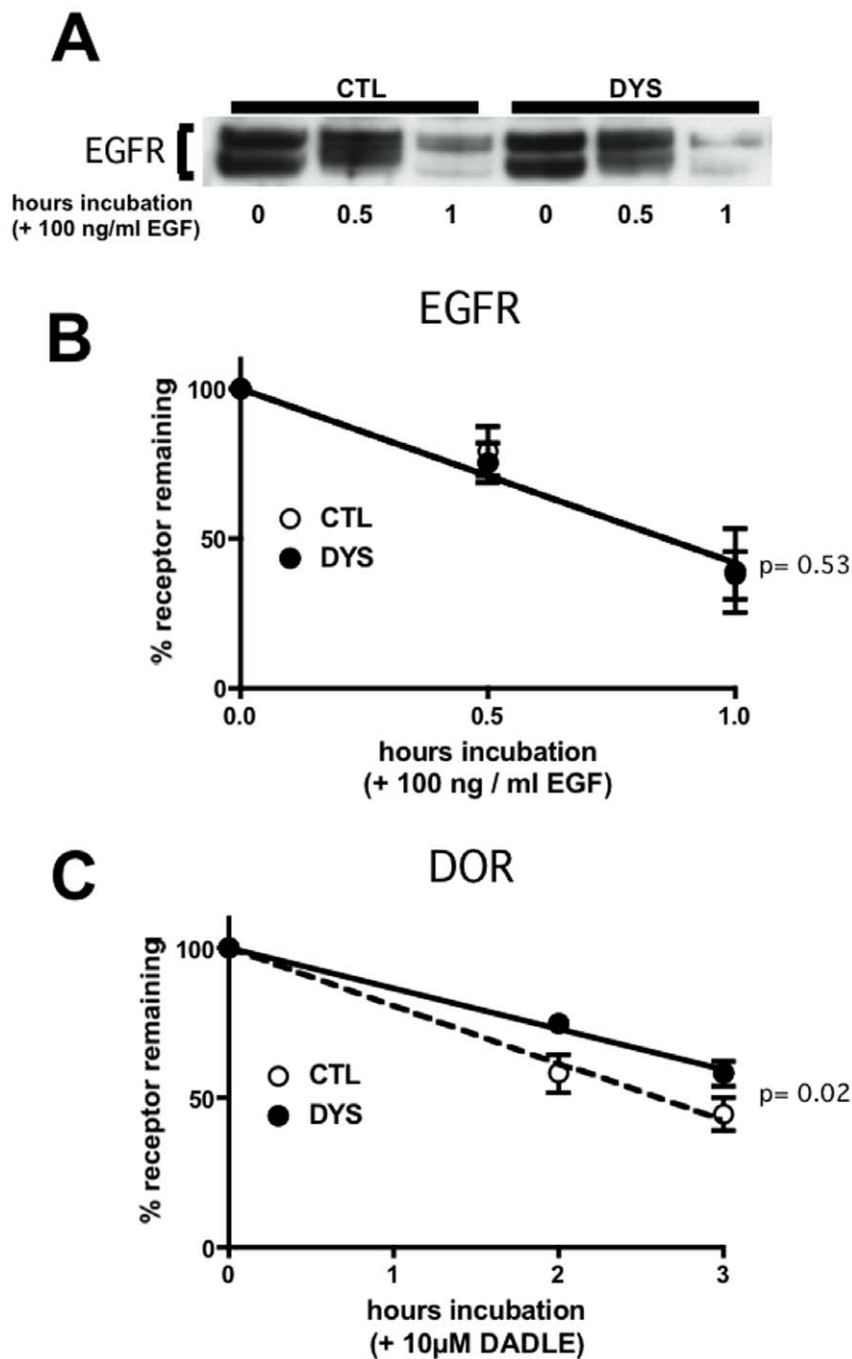 A
CTL DYS
EGFR
hours incubation 0 0.5 1 0 0.5 1
(+ 100 ng/ml EGF)
EGFR
B
% receptor remaining
100
50
0
CTL
DYS
p= 0.53
0.0 0.5 1.0
hours incubation
(+ 100 ng / ml EGF)
DOR
C
% receptor remaining
100
50
0
CTL
DYS
p= 0.02
0 1 2 3
hours incubation
(+ 10µM DADLE)